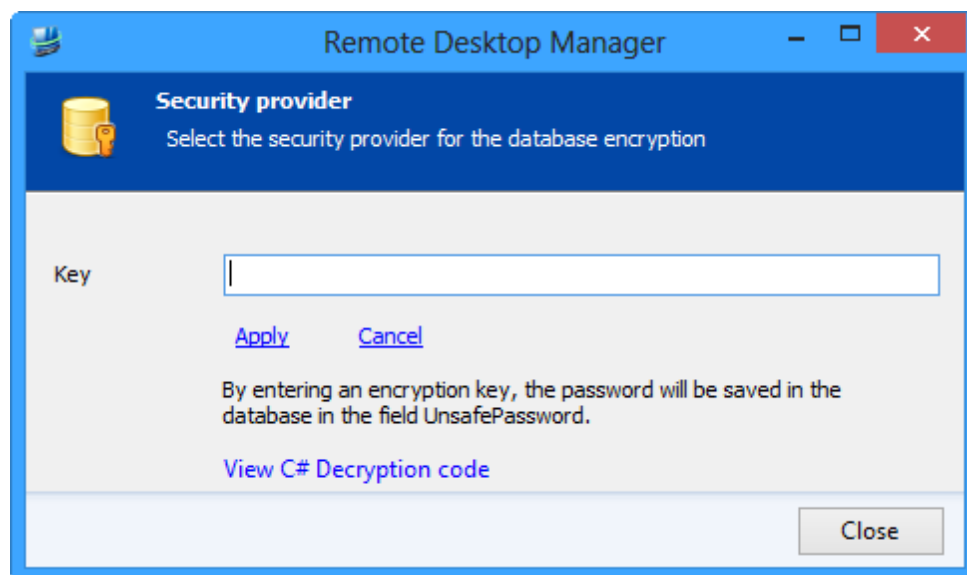 Remote Desktop Manager
Security provider
Select the security provider for the database encryption
Key
Apply Cancel
By entering an encryption key, the password will be saved in the
database in the field UnsafePassword.
View C# Decryption code
Close